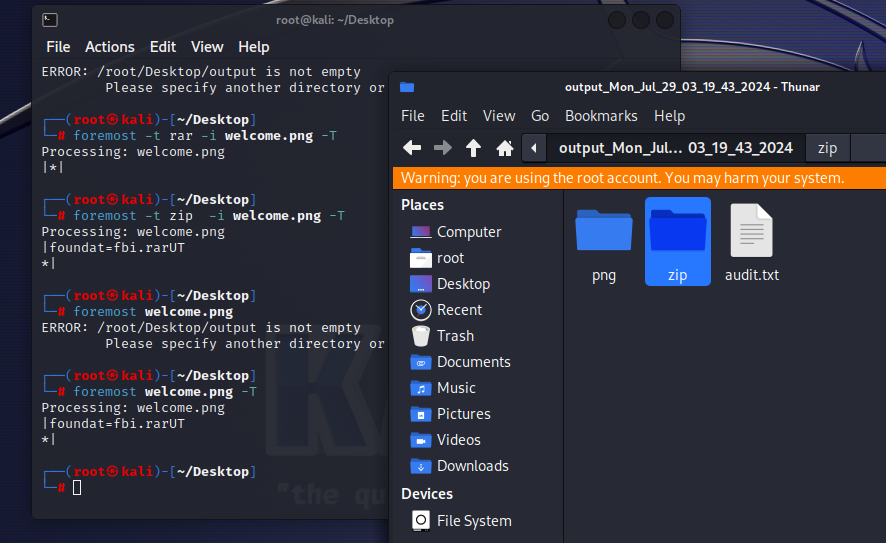 root@kali: ~/Desktop
File Actions Edit View Help
ERROR: /root/Desktop/output is not empty
Please specify another directory or
┌──(root㉿kali)-[~/Desktop]
└─# foremost -t rar -i welcome.png -T
Processing: welcome.png
|*|
┌──(root㉿kali)-[~/Desktop]
└─# foremost -t zip  -i welcome.png -T
Processing: welcome.png
|foundat=fbi.rarUT
*|
┌──(root㉿kali)-[~/Desktop]
└─# foremost welcome.png
ERROR: /root/Desktop/output is not empty
Please specify another directory or
┌──(root㉿kali)-[~/Desktop]
└─# foremost welcome.png -T
Processing: welcome.png
|foundat=fbi.rarUT
*|
┌──(root㉿kali)-[~/Desktop]
└─#
"the qu
output_Mon_Jul_29_03_19_43_2024 - Thunar
File Edit View Go Bookmarks Help
output_Mon_Jul... 03_19_43_2024 zip
Warning: you are using the root account. You may harm your system.
Places
Computer
root
Desktop
Recent
Trash
Documents
Music
Pictures
Videos
Downloads
Devices
File System
png
zip
audit.txt